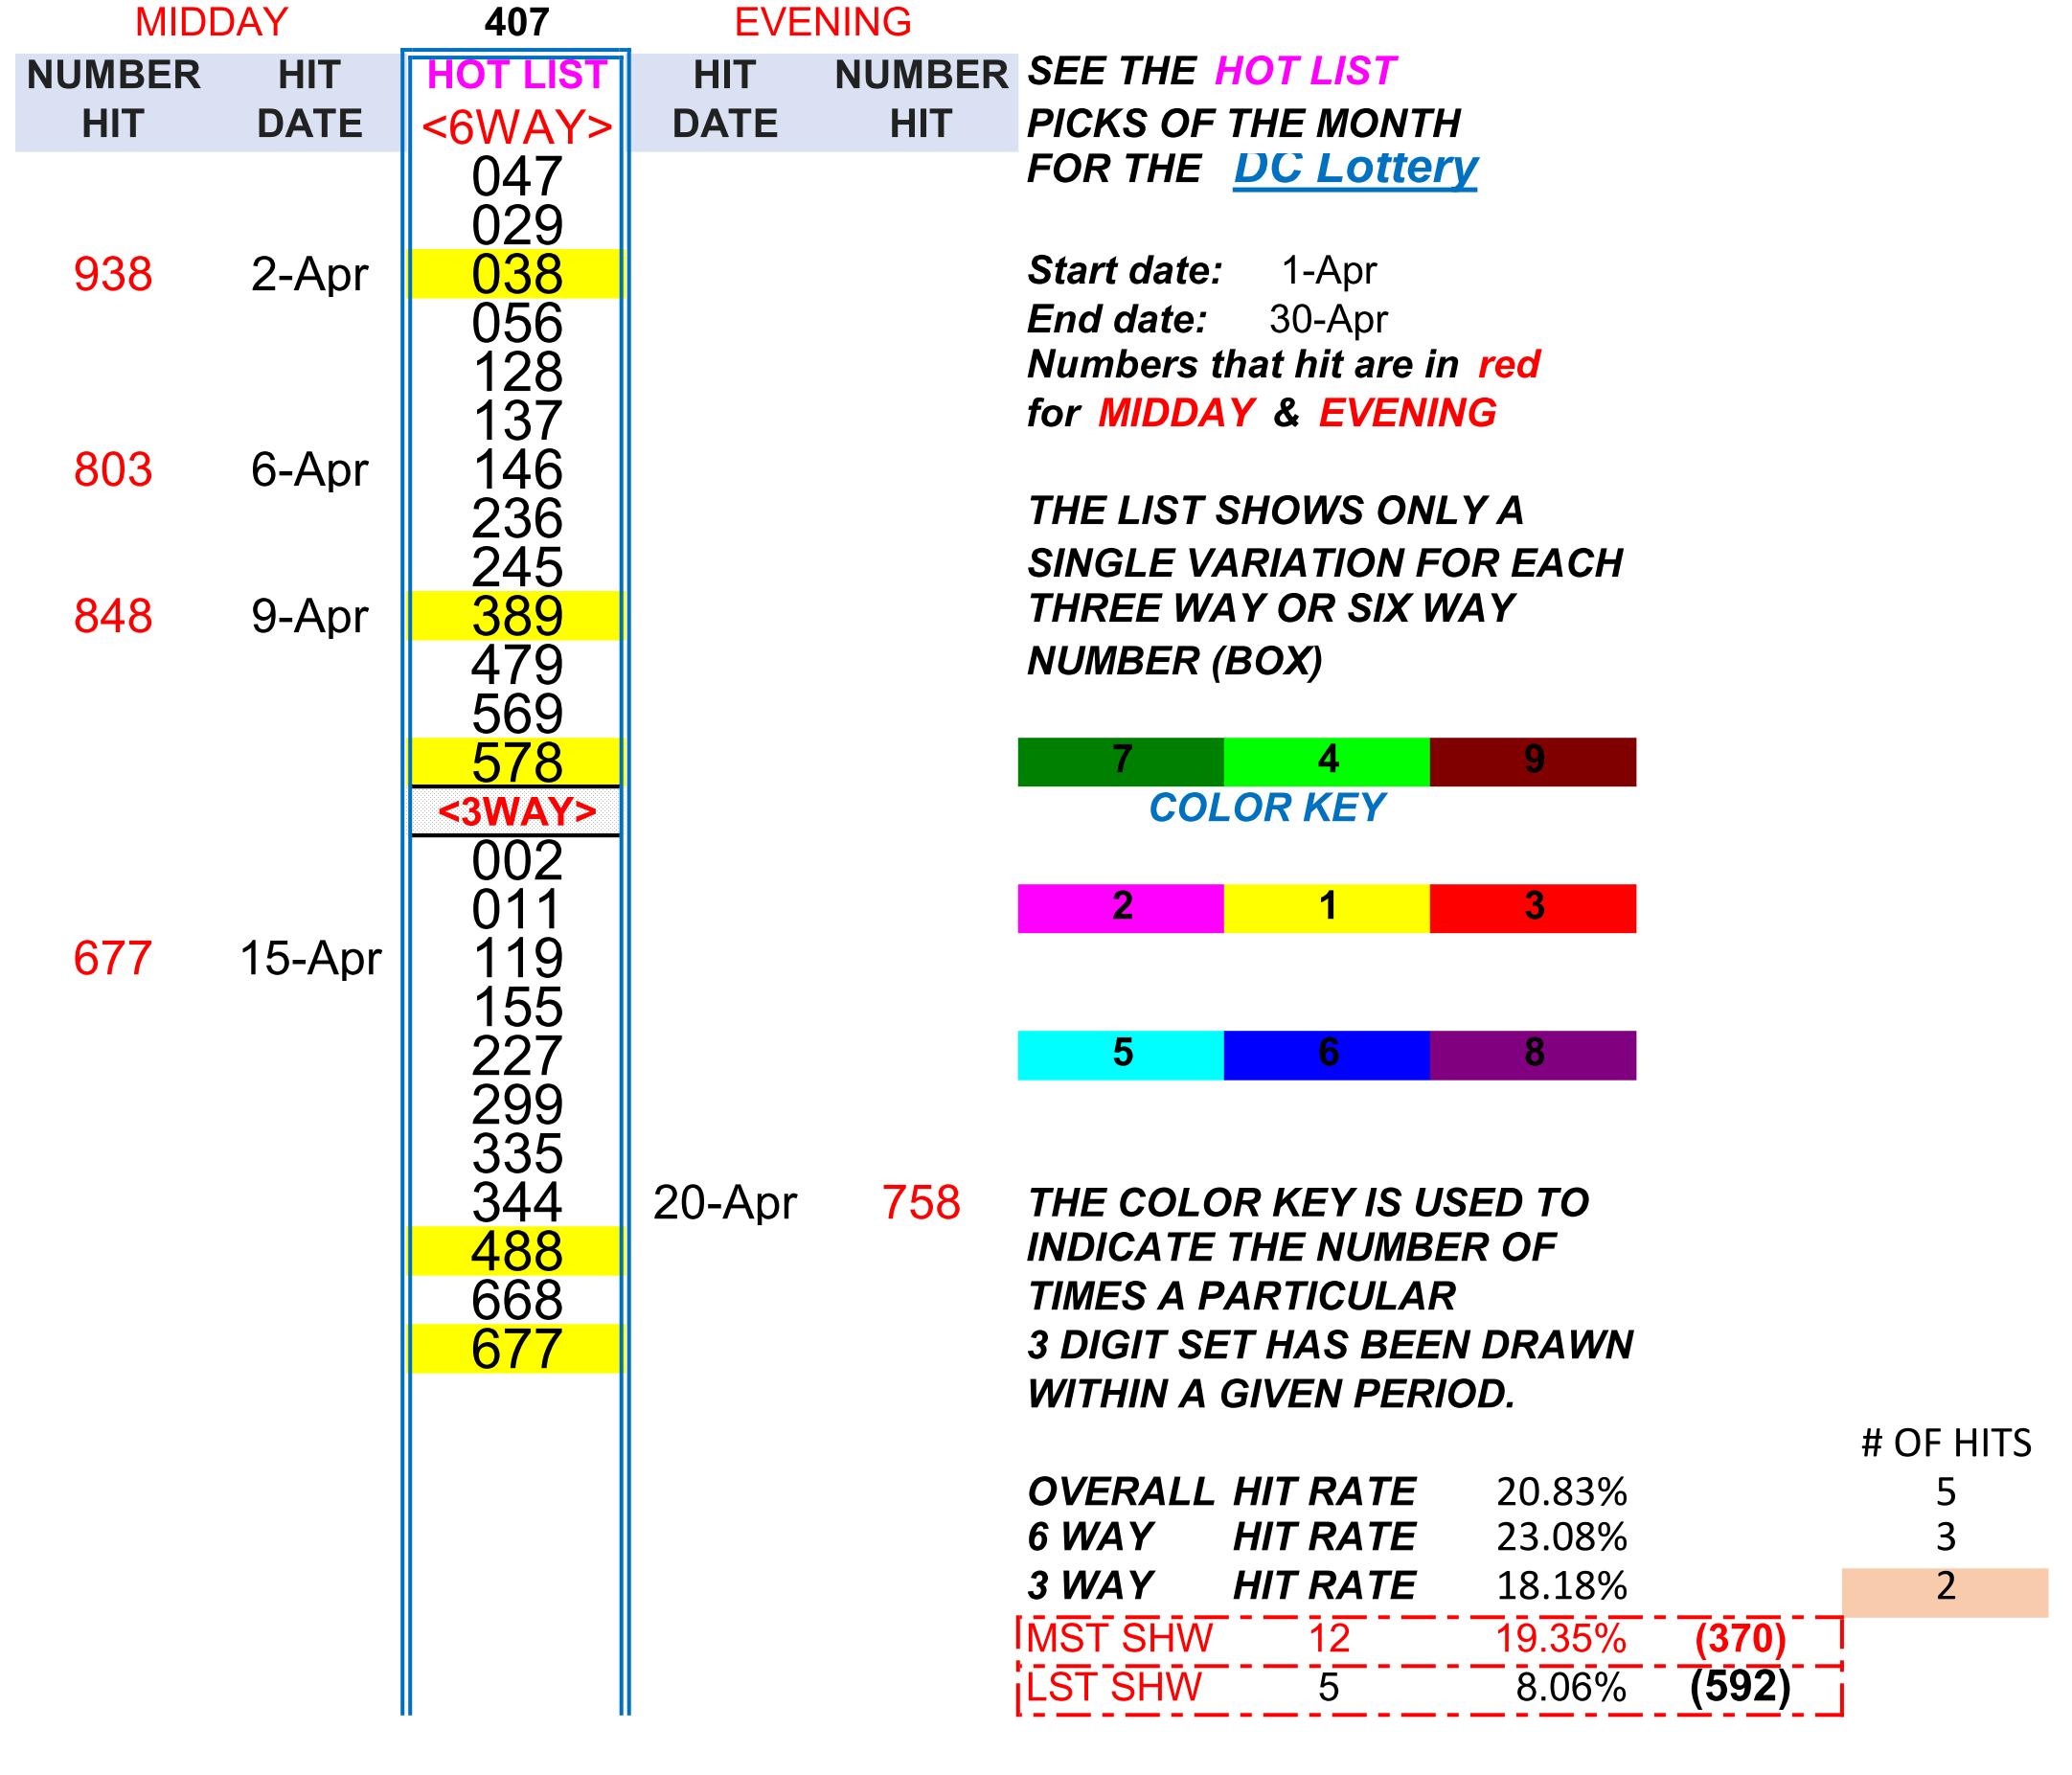 MIDDAY 407 EVENING
NUMBER HIT HOT LIST HIT NUMBER SEE THE HOT LIST
HIT DATE <6WAY> DATE HIT PICKS OF THE MONTH
047 FOR THE DC Lottery
029
938 2-Apr 038 Start date: 1-Apr
056 End date: 30-Apr
128 Numbers that hit are in red
137 for MIDDAY & EVENING
803 6-Apr 146
236 THE LIST SHOWS ONLY A
245 SINGLE VARIATION FOR EACH
848 9-Apr 389 THREE WAY OR SIX WAY
479 NUMBER (BOX)
569
578 7 4 9
<3WAY> COLOR KEY
002
011 2 1 3
677 15-Apr 119
155
227 5 6 8
299
335
344 20-Apr 758 THE COLOR KEY IS USED TO
488 INDICATE THE NUMBER OF
668 TIMES A PARTICULAR
677 3 DIGIT SET HAS BEEN DRAWN
WITHIN A GIVEN PERIOD.
# OF HITS
OVERALL HIT RATE 20.83% 5
6 WAY HIT RATE 23.08% 3
3 WAY HIT RATE 18.18% 2
MST SHW 12 19.35% (370)
LST SHW 5 8.06% (592)